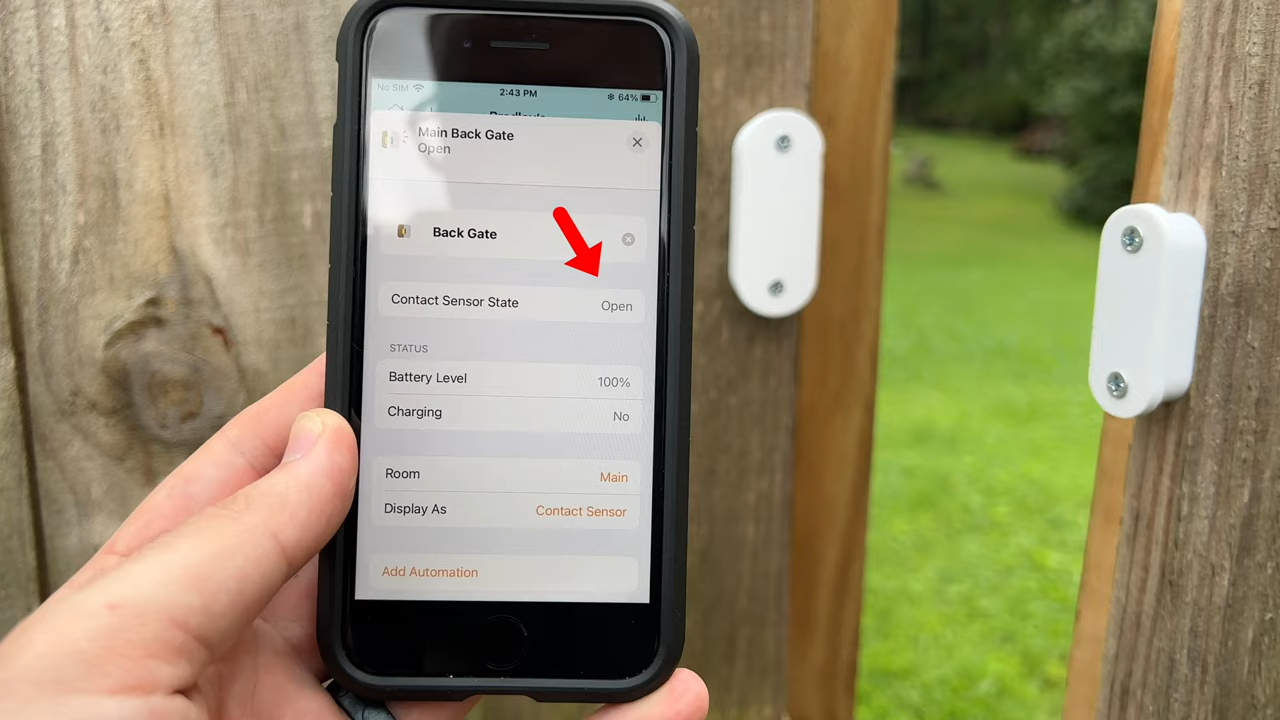 No SIM 2:43 PM 64%
Main Back Gate
Open
Back Gate
Contact Sensor State Open
STATUS
Battery Level 100%
Charging No
Room Main
Display As Contact Sensor
Add Automation